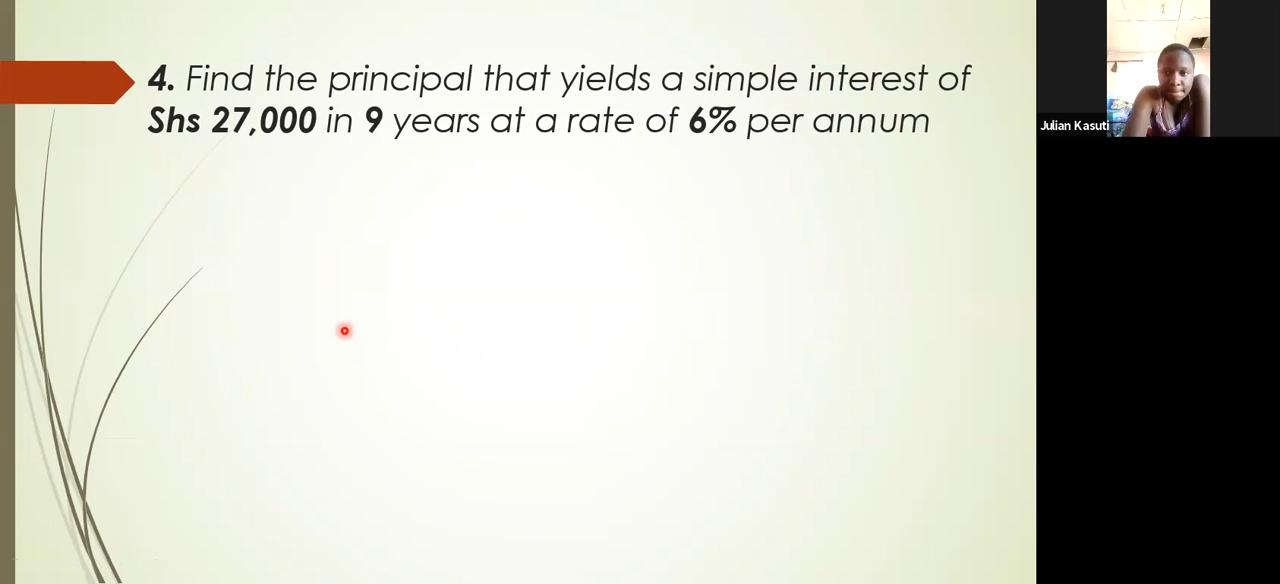 4. Find the principal that yields a simple interest of
Shs 27,000 in 9 years at a rate of 6% per annum
Julian Kasuti